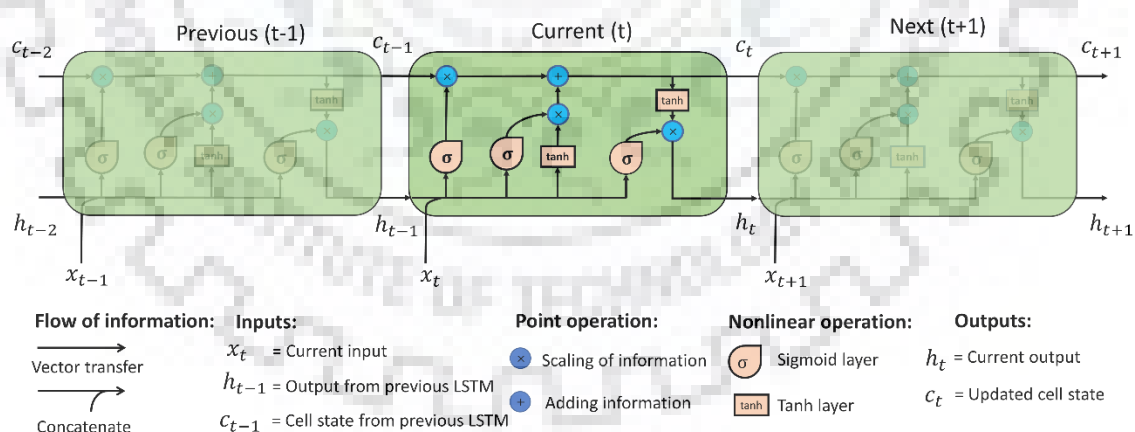 Previous (t-1) Current (t) Next (t+1)
c_{t-2} c_{t-1} c_t c_{t+1}
× + × + × +
tanh tanh tanh
× × ×
× × ×
σ σ tanh σ σ σ tanh σ σ σ tanh σ
h_{t-2} h_{t-1} h_t h_{t+1}
x_{t-1} x_t x_{t+1}
Flow of information: Inputs: Point operation: Nonlinear operation: Outputs:
Vector transfer
Concatenate
x_t = Current input
h_{t-1} = Output from previous LSTM
c_{t-1} = Cell state from previous LSTM
× Scaling of information
+ Adding information
σ Sigmoid layer
tanh Tanh layer
h_t = Current output
c_t = Updated cell state